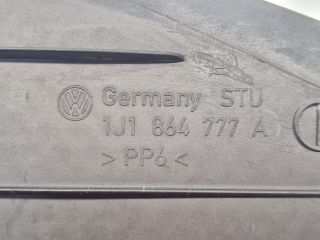 Germany STU
1J1 864 777 A
> PP6 <